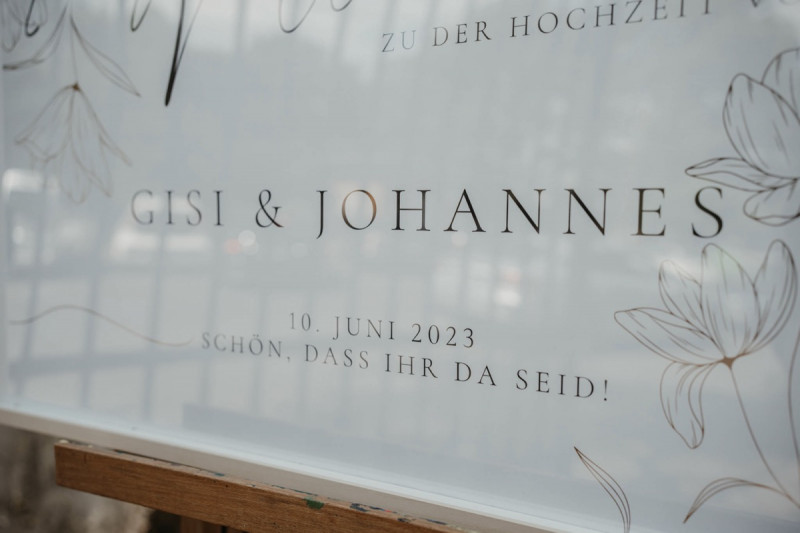 ZU DER HOCHZEIT
GISI & JOHANNES
10. JUNI 2023
SCHÖN, DASS IHR DA SEID!